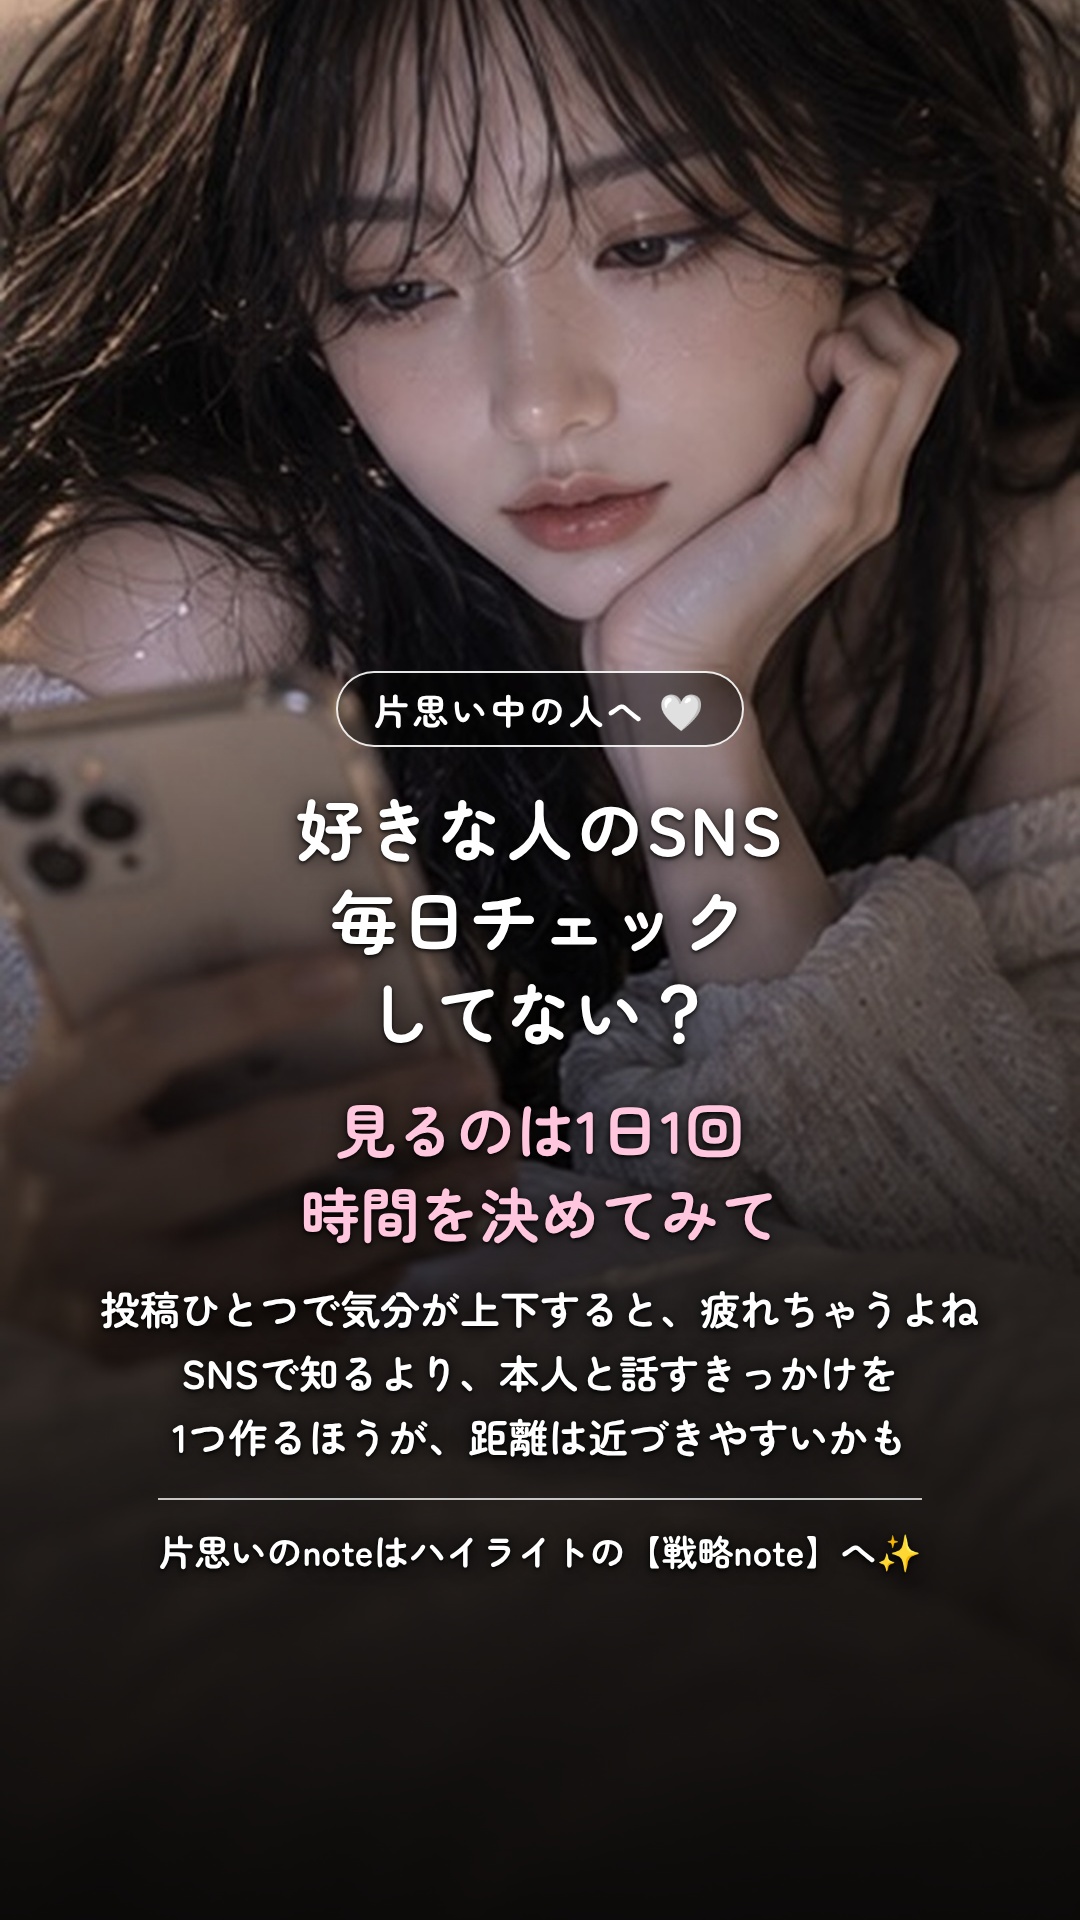 片思い中の人へ 🤍
好きな人のSNS
毎日チェック
してない？
見るのは1日1回
時間を決めてみて
投稿ひとつで気分が上下すると、疲れちゃうよね
SNSで知るより、本人と話すきっかけを
1つ作るほうが、距離は近づきやすいかも
片思いのnoteはハイライトの【戦略note】へ✨